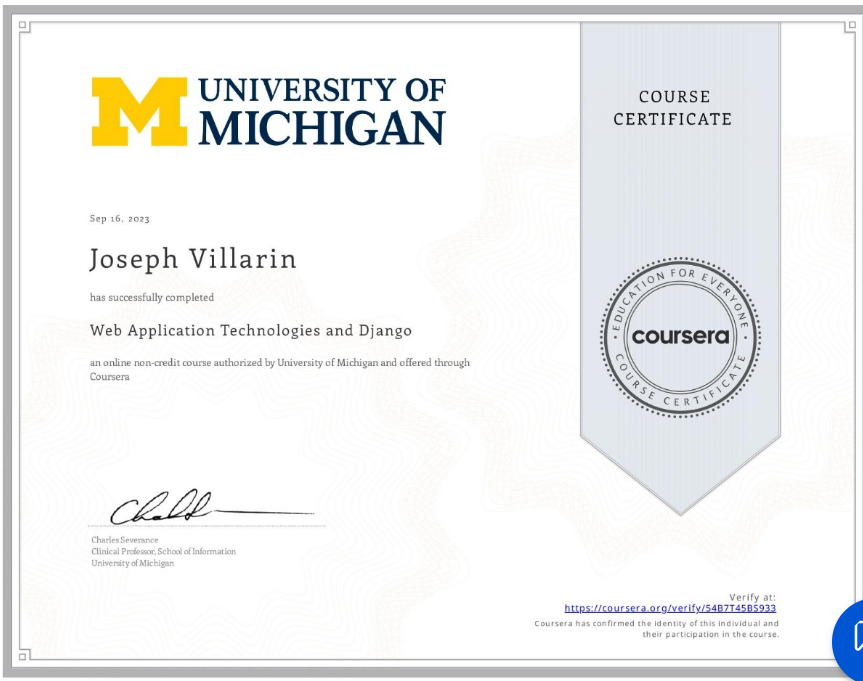 UNIVERSITY OF
MICHIGAN
COURSE
CERTIFICATE
Sep 16, 2023
Joseph Villarin
has successfully completed
Web Application Technologies and Django
an online non-credit course authorized by University of Michigan and offered through
Coursera
EDUCATION FOR EVERYONE
coursera
COURSE CERTIFICATE
Charles Severance
Clinical Professor, School of Information
University of Michigan
Verify at:
https://coursera.org/verify/54B7T45BS933
Coursera has confirmed the identity of this individual and
their participation in the course.